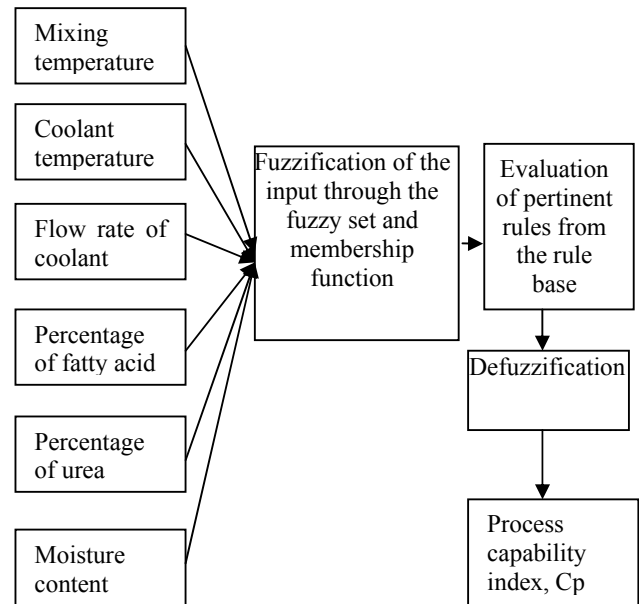 Mixing
temperature
Coolant
temperature
Flow rate of
coolant
Percentage
of fatty acid
Percentage
of urea
Moisture
content
Fuzzification of the
input through the
fuzzy set and
membership
function
Evaluation
of pertinent
rules from
the rule
base
Defuzzification
Process
capability
index, Cp